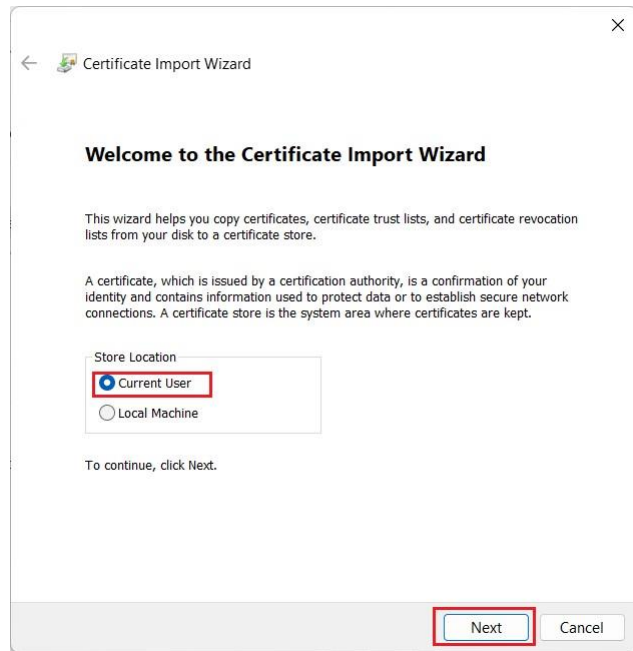 Certificate Import Wizard
Welcome to the Certificate Import Wizard
This wizard helps you copy certificates, certificate trust lists, and certificate revocation
lists from your disk to a certificate store.
A certificate, which is issued by a certification authority, is a confirmation of your
identity and contains information used to protect data or to establish secure network
connections. A certificate store is the system area where certificates are kept.
Store Location
Current User
Local Machine
To continue, click Next.
Next Cancel